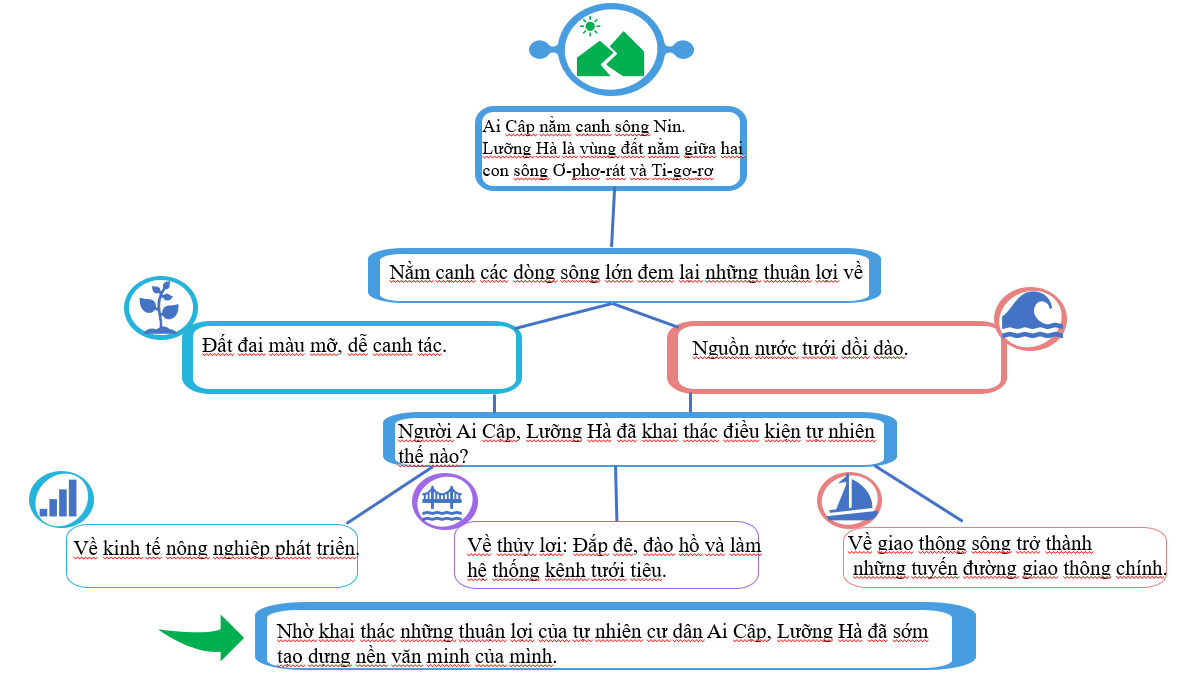 Ai Cập nằm cạnh sông Nin.
Lưỡng Hà là vùng đất nằm giữa hai
con sông Ơ-phơ-rát và Ti-gơ-rơ
Nằm cạnh các dòng sông lớn đem lại những thuận lợi về
Đất đai màu mỡ, dễ canh tác.
Nguồn nước tưới dồi dào.
Người Ai Cập, Lưỡng Hà đã khai thác điều kiện tự nhiên
thế nào?
Về kinh tế nông nghiệp phát triển.
Về thủy lợi: Đắp đê, đào hồ và làm
hệ thống kênh tưới tiêu.
Về giao thông sông trở thành
những tuyến đường giao thông chính.
Nhờ khai thác những thuận lợi của tự nhiên cư dân Ai Cập, Lưỡng Hà đã sớm
tạo dựng nền văn minh của mình.